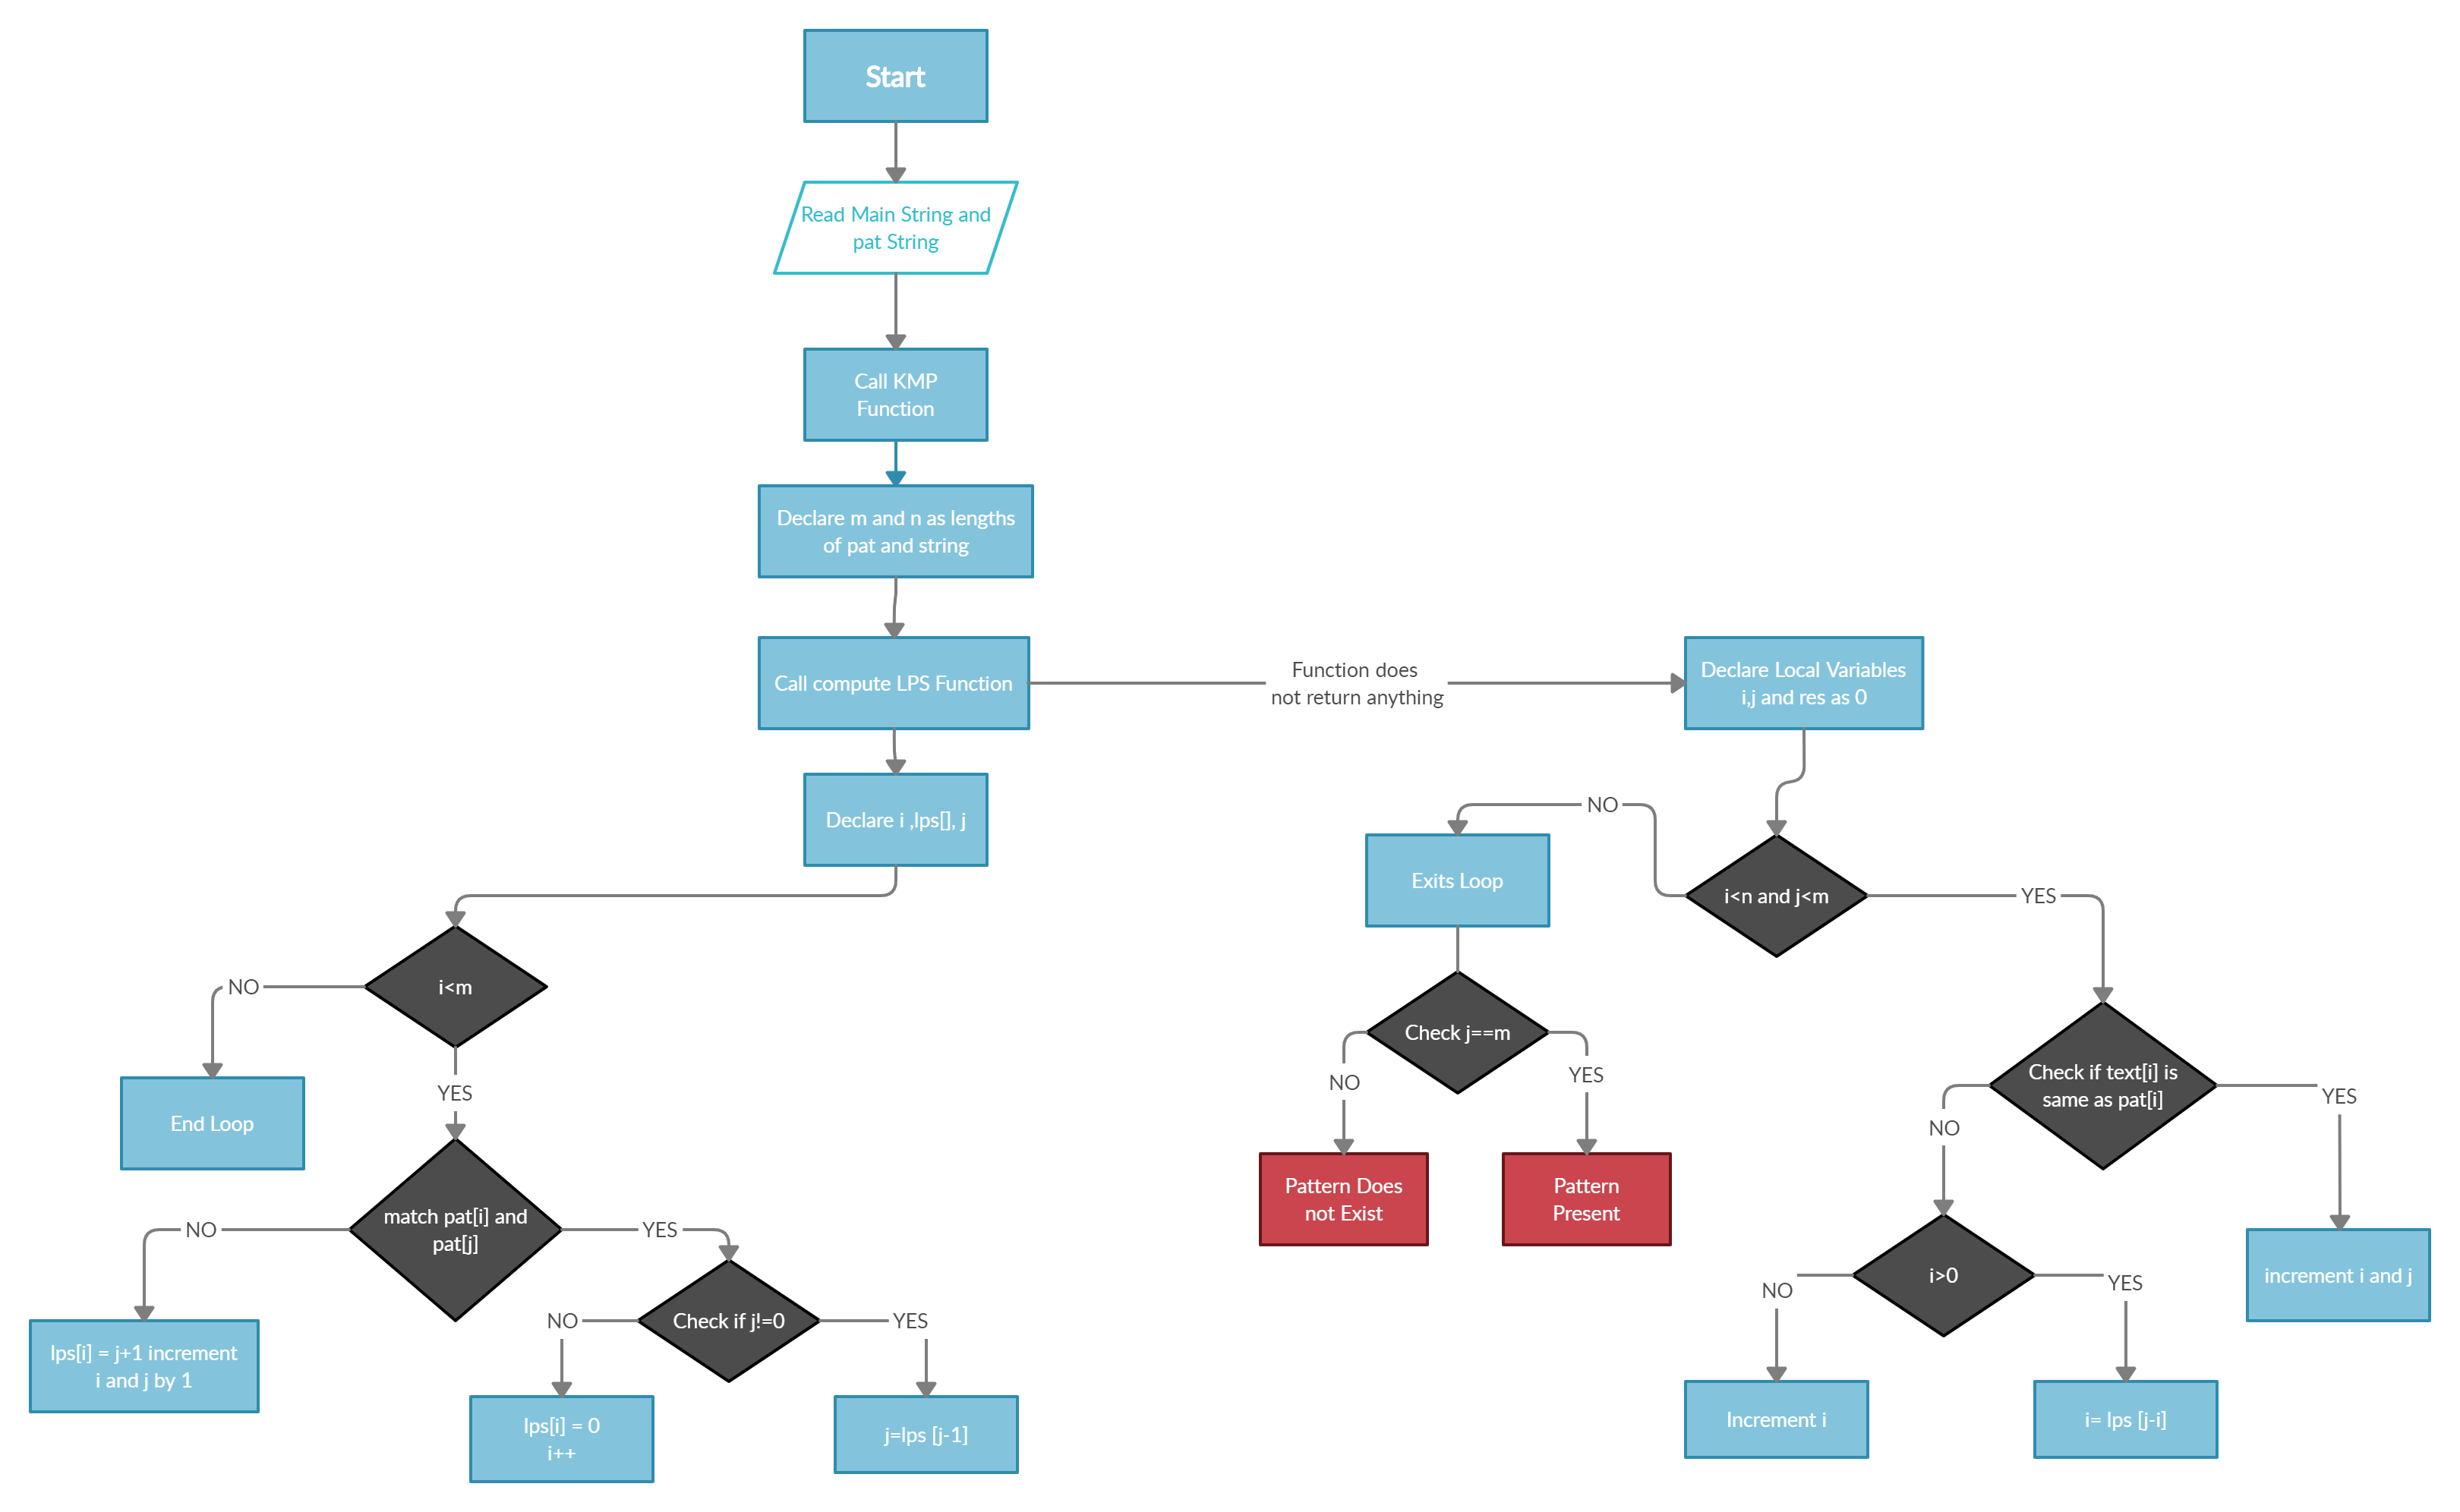 Start
Read Main String and
pat String
Call KMP
Function
Declare m and n as lengths
of pat and string
Call compute LPS Function
Function does
not return anything
Declare Local Variables
i,j and res as 0
Declare i ,lps[], j
NO
Exits Loop
i<n and j<m
YES
i<m
NO
YES
End Loop
Check j==m
NO
YES
Pattern Does
not Exist
Pattern
Present
Check if text[i] is
same as pat[i]
NO
YES
match pat[i] and
pat[j]
NO
YES
lps[i] = j+1 increment
i and j by 1
Check if j!=0
NO
YES
lps[i] = 0
i++
j=lps [j-1]
i>0
NO
YES
increment i and j
Increment i
i= lps [j-i]